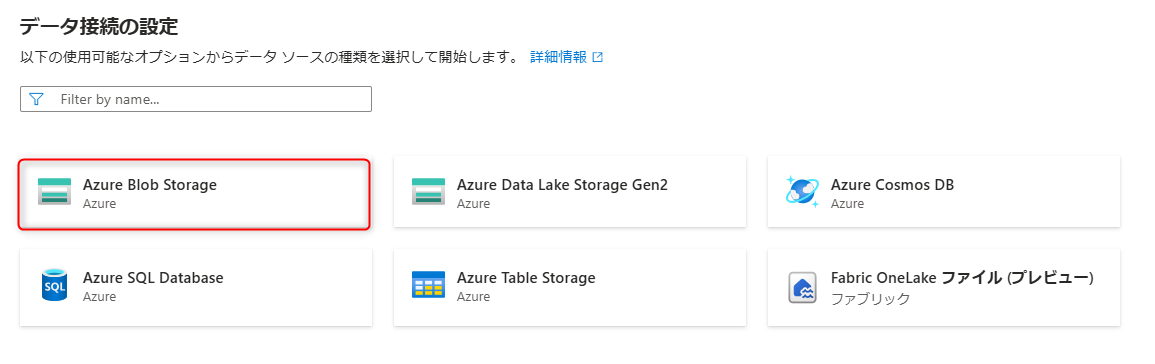 データ接続の設定
以下の使用可能なオプションからデータ ソースの種類を選択して開始します。 詳細情報
Filter by name...
Azure Blob Storage
Azure
Azure Data Lake Storage Gen2
Azure
Azure Cosmos DB
Azure
SQL
Azure SQL Database
Azure
Azure Table Storage
Azure
Fabric OneLake ファイル (プレビュー)
ファブリック